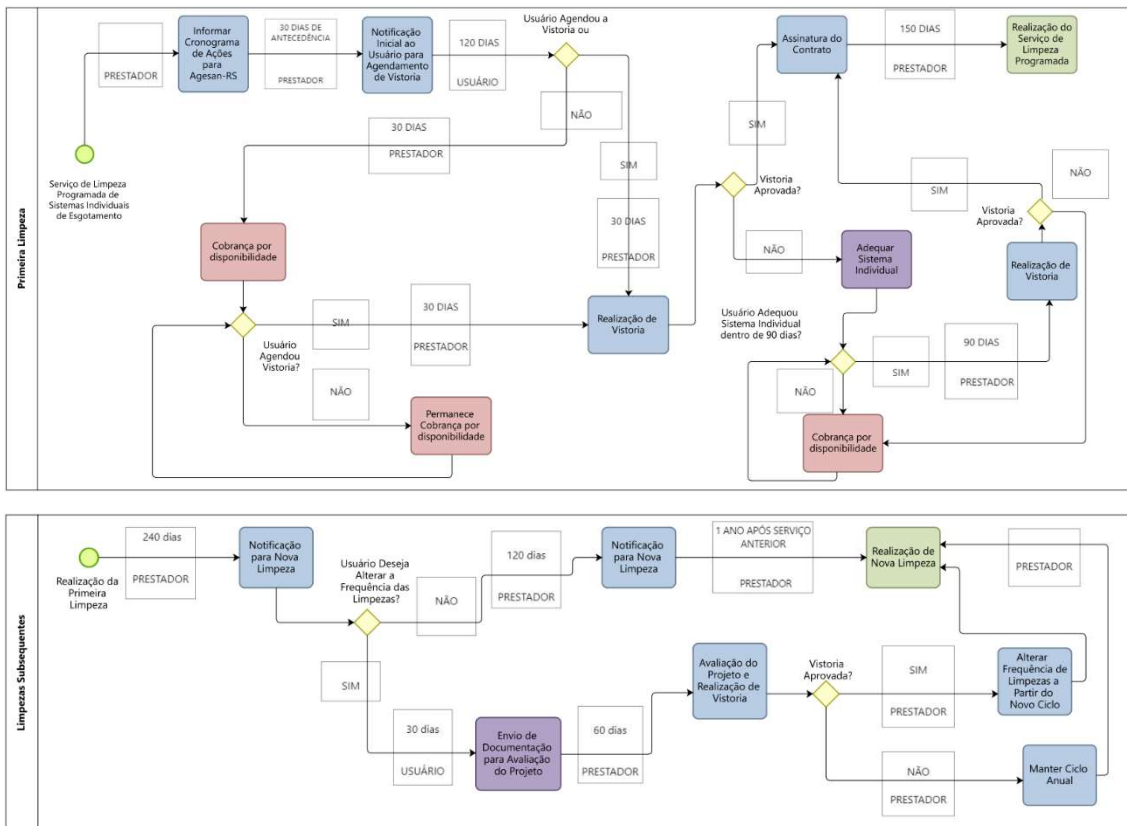 Primeira Limpeza
Serviço de Limpeza
Programada de
Sistemas Individuais
de Esgotamento
PRESTADOR
Informar
Cronograma
de Ações
para
Agesan-RS
30 DIAS DE
ANTECEDÊNCIA
PRESTADOR
Notificação
Inicial ao
Usuário para
Agendamento
de Vistoria
120 DIAS
USUÁRIO
Usuário Agendou a
Vistoria ou
NÃO
30 DIAS
PRESTADOR
SIM
30 DIAS
PRESTADOR
Cobrança por
disponibilidade
Usuário
Agendou
Vistoria?
SIM
30 DIAS
PRESTADOR
NÃO
Permanece
Cobrança por
disponibilidade
Realização de
Vistoria
Vistoria
Aprovada?
SIM
Assinatura do
Contrato
150 DIAS
PRESTADOR
Realização do
Serviço de
Limpeza
Programada
NÃO
Adequar
Sistema
Individual
Usuário Adequou
Sistema Individual
dentro de 90 dias?
SIM
90 DIAS
PRESTADOR
NÃO
Cobrança por
disponibilidade
Realização de
Vistoria
Vistoria
Aprovada?
SIM
NÃO
Limpezas Subsequentes
Realização da
Primeira
Limpeza
240 dias
PRESTADOR
Notificação
para Nova
Limpeza
Usuário Deseja
Alterar a
Frequência das
Limpezas?
NÃO
120 dias
PRESTADOR
Notificação
para Nova
Limpeza
1 ANO APÓS SERVIÇO
ANTERIOR
PRESTADOR
Realização de
Nova Limpeza
PRESTADOR
SIM
30 dias
USUÁRIO
Envio de
Documentação
para Avaliação
do Projeto
60 dias
PRESTADOR
Avaliação do
Projeto e
Realização de
Vistoria
Vistoria
Aprovada?
SIM
PRESTADOR
Alterar
Frequência de
Limpezas a
Partir do
Novo Ciclo
NÃO
PRESTADOR
Manter Ciclo
Anual